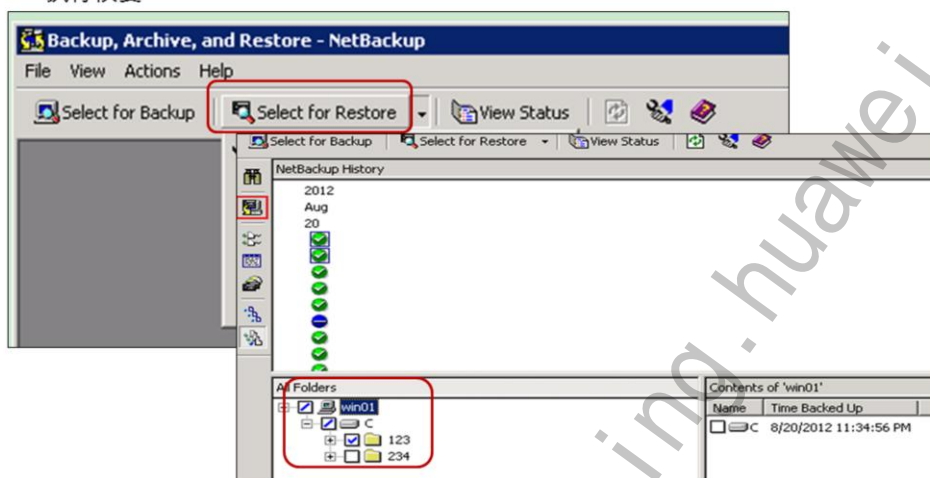 Backup, Archive, and Restore - NetBackup
File View Actions Help
Select for Backup Select for Restore View Status
Select for Backup Select for Restore View Status
NetBackup History
2012
Aug
20
All Folders
win01
C
123
234
Contents of 'win01'
Name Time Backed Up
C 8/20/2012 11:34:56 PM
ing.huawei